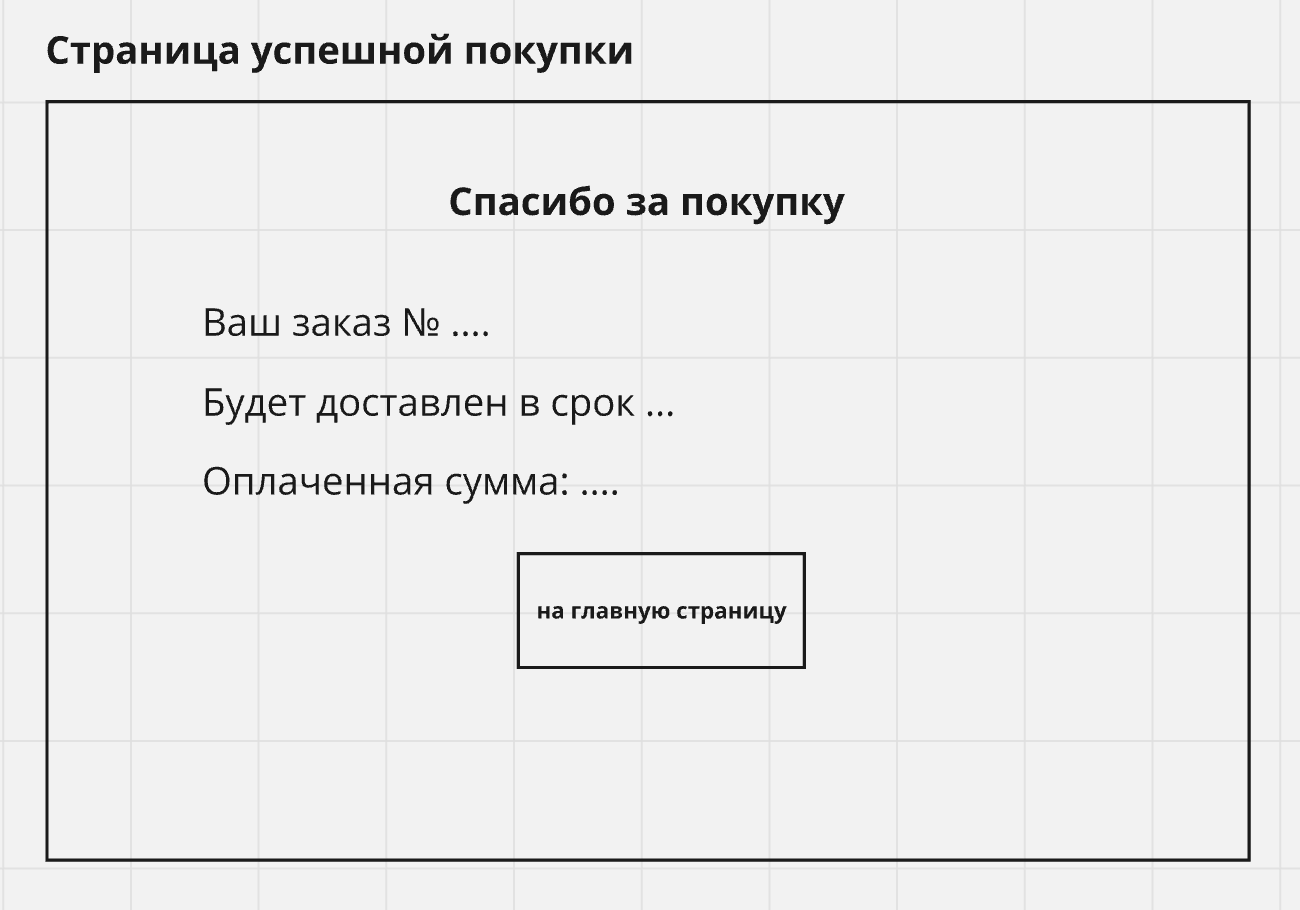 Страница успешной покупки
Спасибо за покупку
Ваш заказ № ....
Будет доставлен в срок ...
Оплаченная сумма: ....
на главную страницу